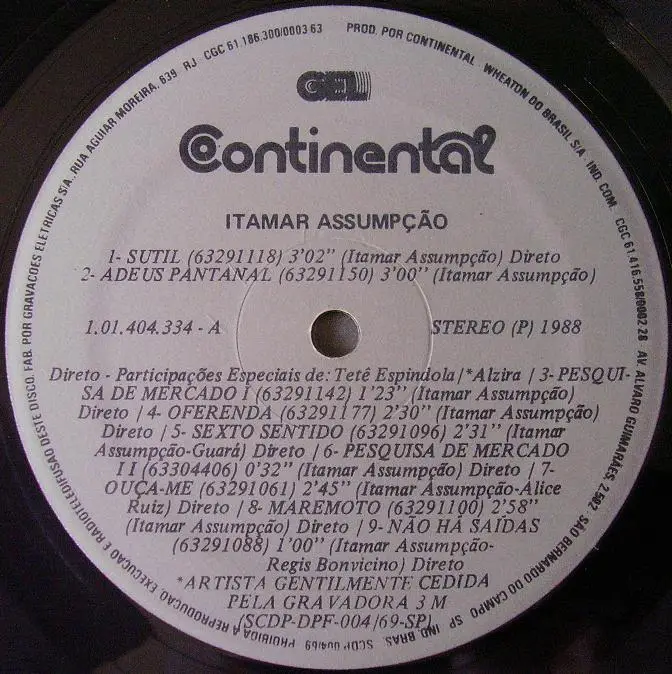 GEL
Continental
ITAMAR ASSUMPÇÃO
1- SUTIL (63291118) 3'02" (Itamar Assumpção) Direto
2- ADEUS PANTANAL (63291150) 3'00" (Itamar Assumpção)
1.01.404.334 - A
STEREO (P) 1988
Direto - Participações Especiais de: Tetê Espindola/*Alzira / 3- PESQUI-
SA DE MERCADO I (63291142) 1'23" (Itamar Assumpção)
Direto / 4- OFERENDA (63291177) 2'30" (Itamar Assumpção)
Direto / 5- SEXTO SENTIDO (63291096) 2'31" (Itamar
Assumpção-Guará) Direto / 6- PESQUISA DE MERCADO
II (63304406) 0'32" (Itamar Assumpção) Direto / 7-
OUÇA-ME (63291061) 2'45" (Itamar Assumpção-Alice
Ruiz) Direto / 8- MAREMOTO (63291100) 2'58"
(Itamar Assumpção) Direto / 9- NÃO HÁ SAÍDAS
(63291088) 1'00" (Itamar Assumpção-
Regis Bonvicino) Direto
*ARTISTA GENTILMENTE CEDIDA
PELA GRAVADORA 3 M
(SCDP-DPF-004/69-SP)
PROD. POR CONTINENTAL WHEATON DO BRASIL S/A. IND. COM. CGC 61.416.558/0002 28 AV ALVARO GUIMARAES, 2502 SÃO BERNARDO DO CAMPO SP IND. BRAS. SCDP 004/69 PROIBIDA A REPRODUCAO, EXECUCAO E RADIOTELEDIFUSAO DESTE DISCO. FAB. POR GRAVACOES ELETRICAS S/A., RUA AGUIAR MOREIRA, 639 RJ CGC 61.186.300/0003 63